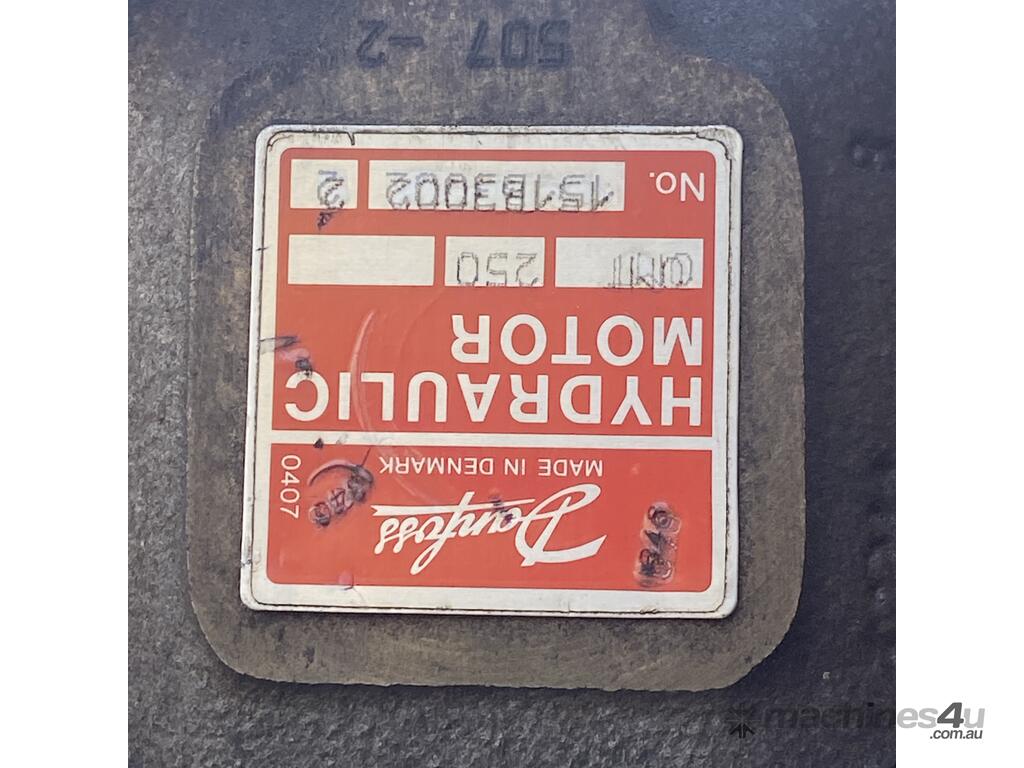 Danfoss
MADE IN DENMARK
0407
HYDRAULIC
MOTOR
OMT 250
No. 151B3002 2
507-2
machines4u
.com.au